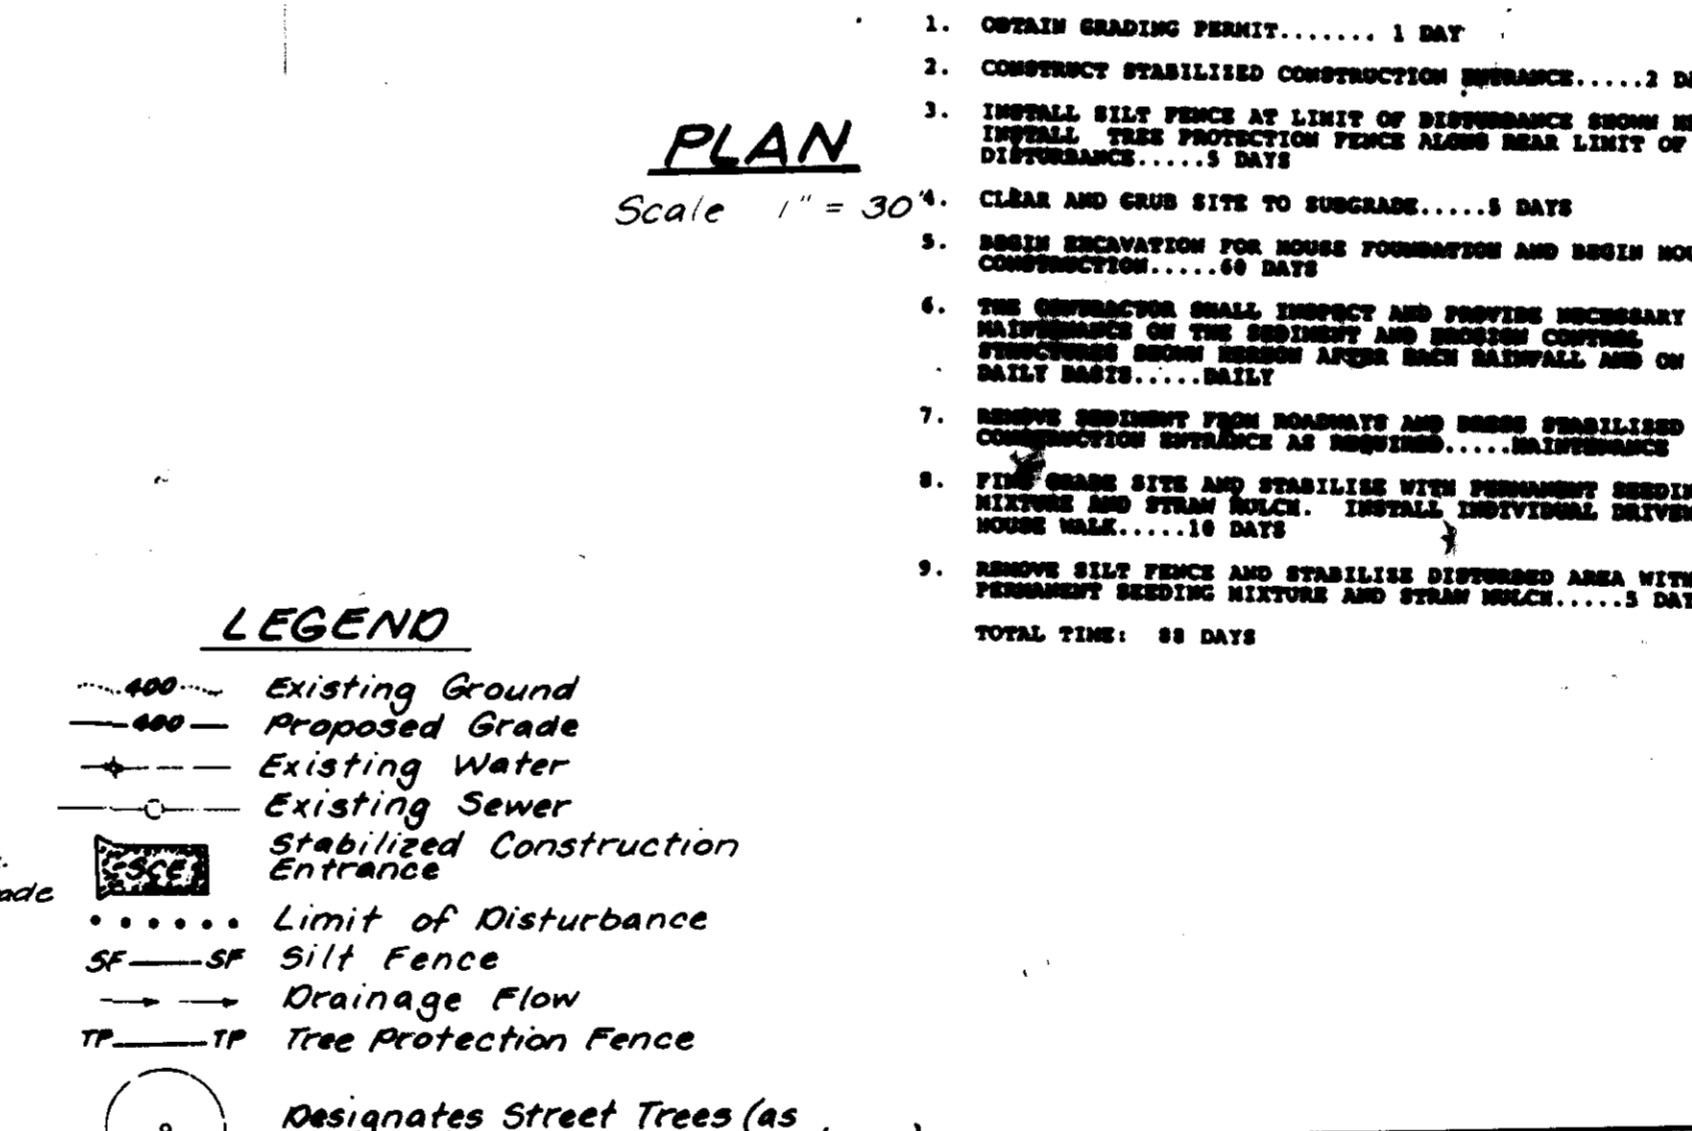 PLAN
Scale 1" = 30'
1. OBTAIN GRADING PERMIT....... 1 DAY
2. CONSTRUCT STABILIZED CONSTRUCTION ENTRANCE.....2
3. INSTALL SILT FENCE AT LIMIT OF DISTURBANCE SHOWN
INSTALL TREE PROTECTION FENCE ALONG REAR LIMIT OF
DISTURBANCE.....5 DAYS
4. CLEAR AND GRUB SITE TO SUBGRADE.....5 DAYS
5. BEGIN EXCAVATION FOR HOUSE FOUNDATION AND BEGIN
CONSTRUCTION.....60 DAYS
6. THE CONTRACTOR SHALL INSPECT AND PROVIDE NECESSARY
MAINTENANCE ON THE SEDIMENT AND EROSION CONTROL
STRUCTURES SHOWN HEREON AFTER EACH RAINFALL AND ON
DAILY BASIS.....DAILY
7. REMOVE SEDIMENT FROM ROADWAYS AND DRESS STABILIZED
CONSTRUCTION ENTRANCE AS REQUIRED.....MAINTENANCE
8. FINE GRADE SITE AND STABILIZE WITH PERMANENT
MIXTURE AND STRAW MULCH. INSTALL INDIVIDUAL
HOUSE WALK.....10 DAYS
9. REMOVE SILT FENCE AND STABILIZE DISTURBED AREA WITH
PERMANENT SEEDING MIXTURE AND STRAW MULCH.....5
TOTAL TIME: 88 DAYS
LEGEND
400 Existing Ground
400 Proposed Grade
Existing Water
Existing Sewer
SCE Stabilized Construction
Entrance
Limit of Disturbance
SF SF Silt Fence
Drainage Flow
TP TP Tree Protection Fence
Designates Street Trees (as